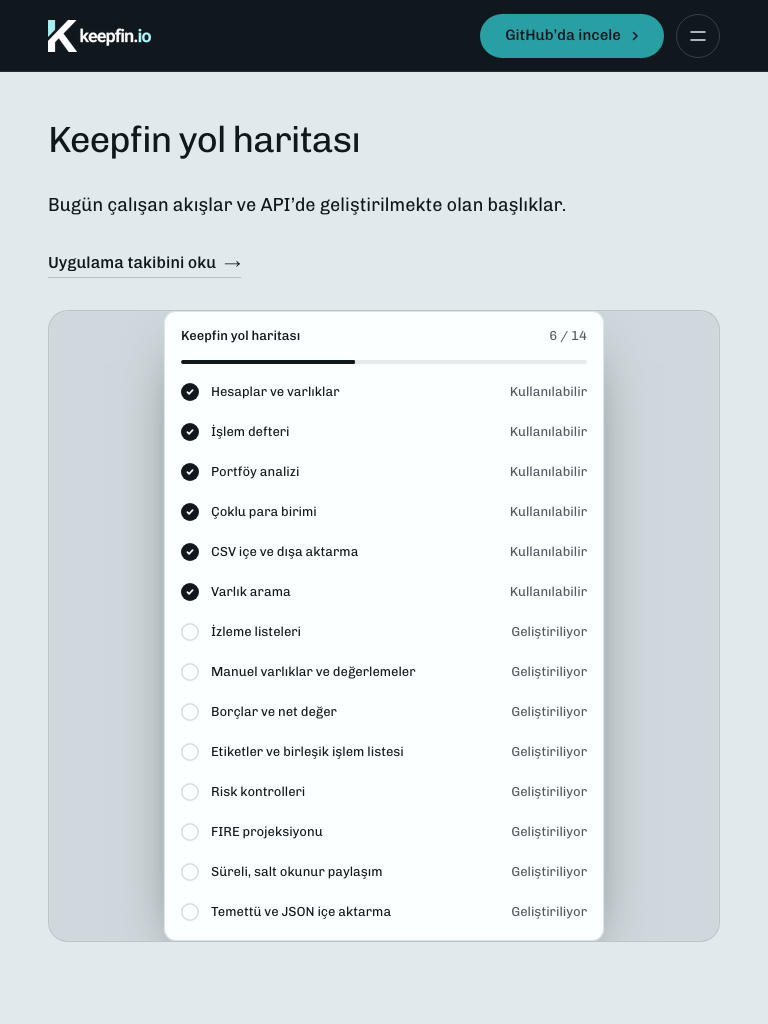 keepfin.io
GitHub’da incele
Keepfin yol haritası
Bugün çalışan akışlar ve API’de geliştirilmekte olan başlıklar.
Uygulama takibini oku →
Keepfin yol haritası 6 / 14
Hesaplar ve varlıklar Kullanılabilir
İşlem defteri Kullanılabilir
Portföy analizi Kullanılabilir
Çoklu para birimi Kullanılabilir
CSV içe ve dışa aktarma Kullanılabilir
Varlık arama Kullanılabilir
İzleme listeleri Geliştiriliyor
Manuel varlıklar ve değerlemeler Geliştiriliyor
Borçlar ve net değer Geliştiriliyor
Etiketler ve birleşik işlem listesi Geliştiriliyor
Risk kontrolleri Geliştiriliyor
FIRE projeksiyonu Geliştiriliyor
Süreli, salt okunur paylaşım Geliştiriliyor
Temettü ve JSON içe aktarma Geliştiriliyor